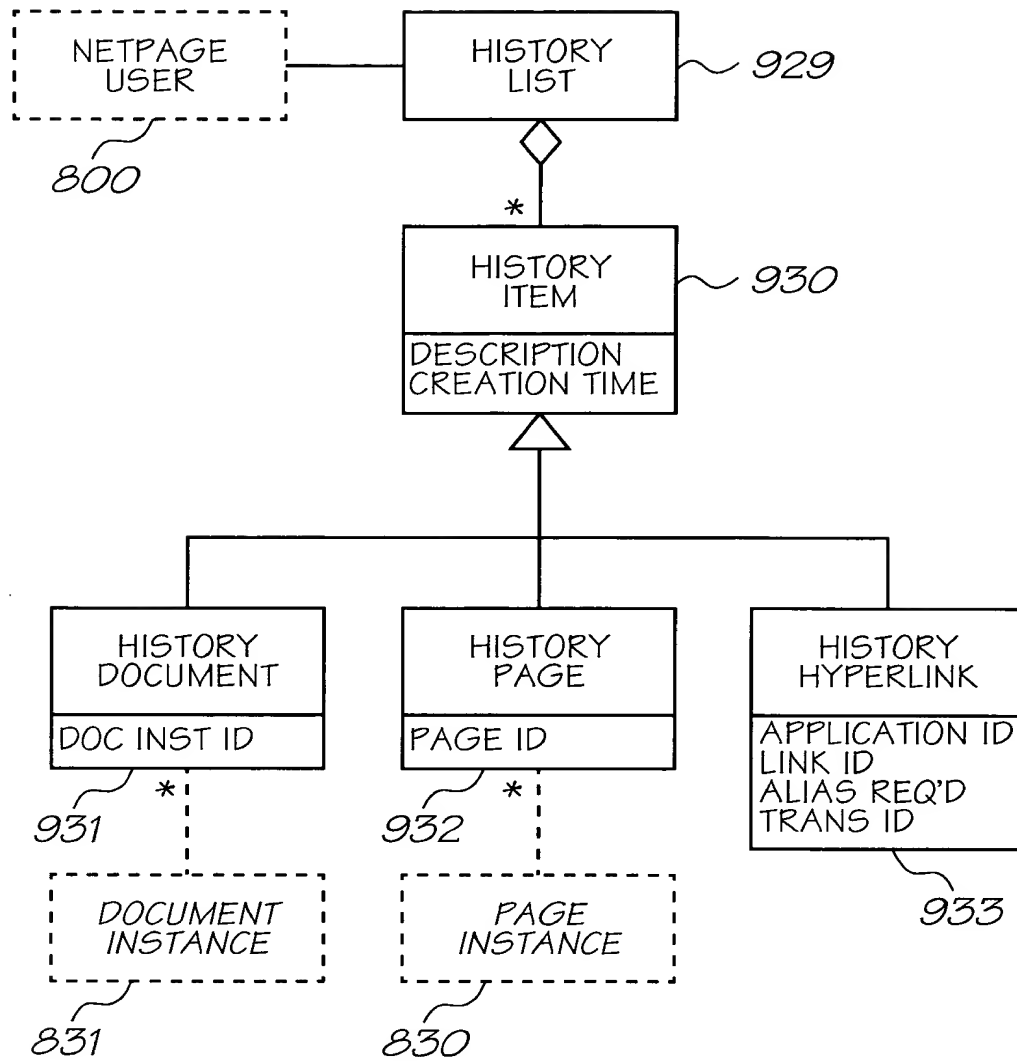 NETPAGE
USER
800
HISTORY
LIST
929
*
HISTORY
ITEM
930
DESCRIPTION
CREATION TIME
HISTORY
DOCUMENT
DOC INST ID
931
*
HISTORY
PAGE
PAGE ID
932
*
HISTORY
HYPERLINK
APPLICATION ID
LINK ID
ALIAS REQ'D
TRANS ID
933
DOCUMENT
INSTANCE
831
PAGE
INSTANCE
830